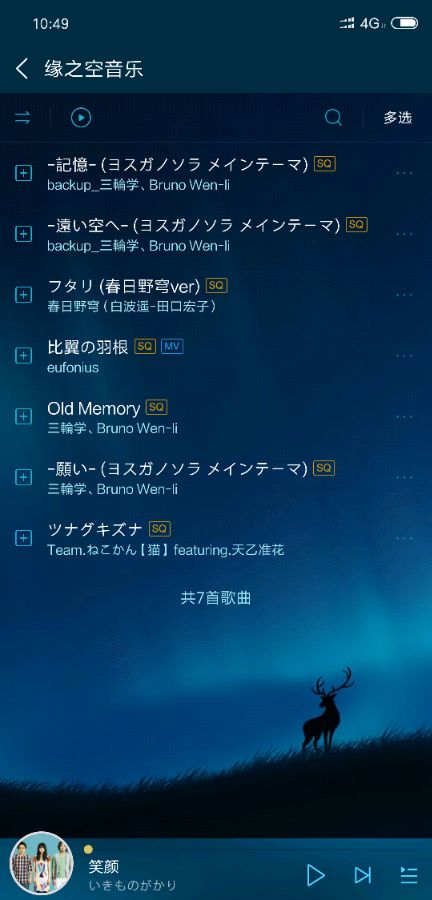 10:49
4G
缘之空音乐
多选
-記憶- (ヨスガノソラ メインテーマ) SQ
backup_三輪学、Bruno Wen-li
-遠い空へ- (ヨスガノソラ メインテーマ) SQ
backup_三輪学、Bruno Wen-li
フタリ (春日野穹ver) SQ
春日野穹 (白波遥-田口宏子)
比翼の羽根 SQ MV
eufonius
Old Memory SQ
三輪学、Bruno Wen-li
-願い- (ヨスガノソラ メインテーマ) SQ
三輪学、Bruno Wen-li
ツナグキズナ SQ
Team.ねこかん【猫】featuring.天乙准花
共7首歌曲
笑顔
いきものがかり